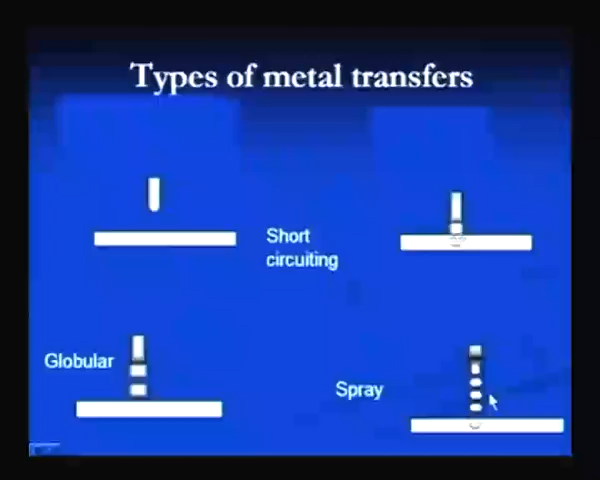 Types of metal transfers
Short
circuiting
Globular
Spray